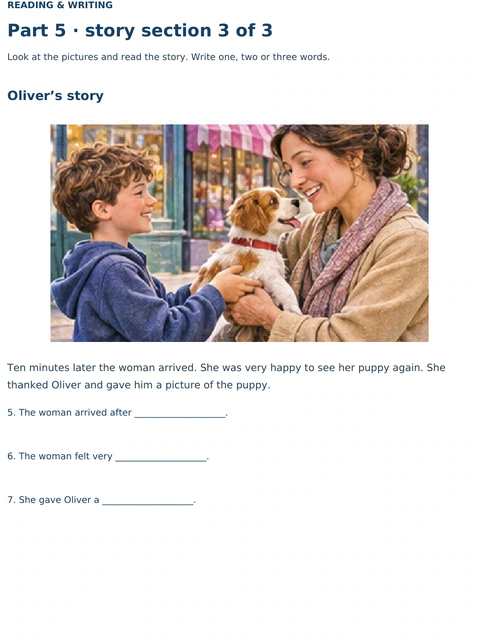 READING & WRITING
Part 5 · story section 3 of 3
Look at the pictures and read the story. Write one, two or three words.
Oliver’s story
Ten minutes later the woman arrived. She was very happy to see her puppy again. She
thanked Oliver and gave him a picture of the puppy.
5. The woman arrived after ____________________.
6. The woman felt very ____________________.
7. She gave Oliver a ____________________.